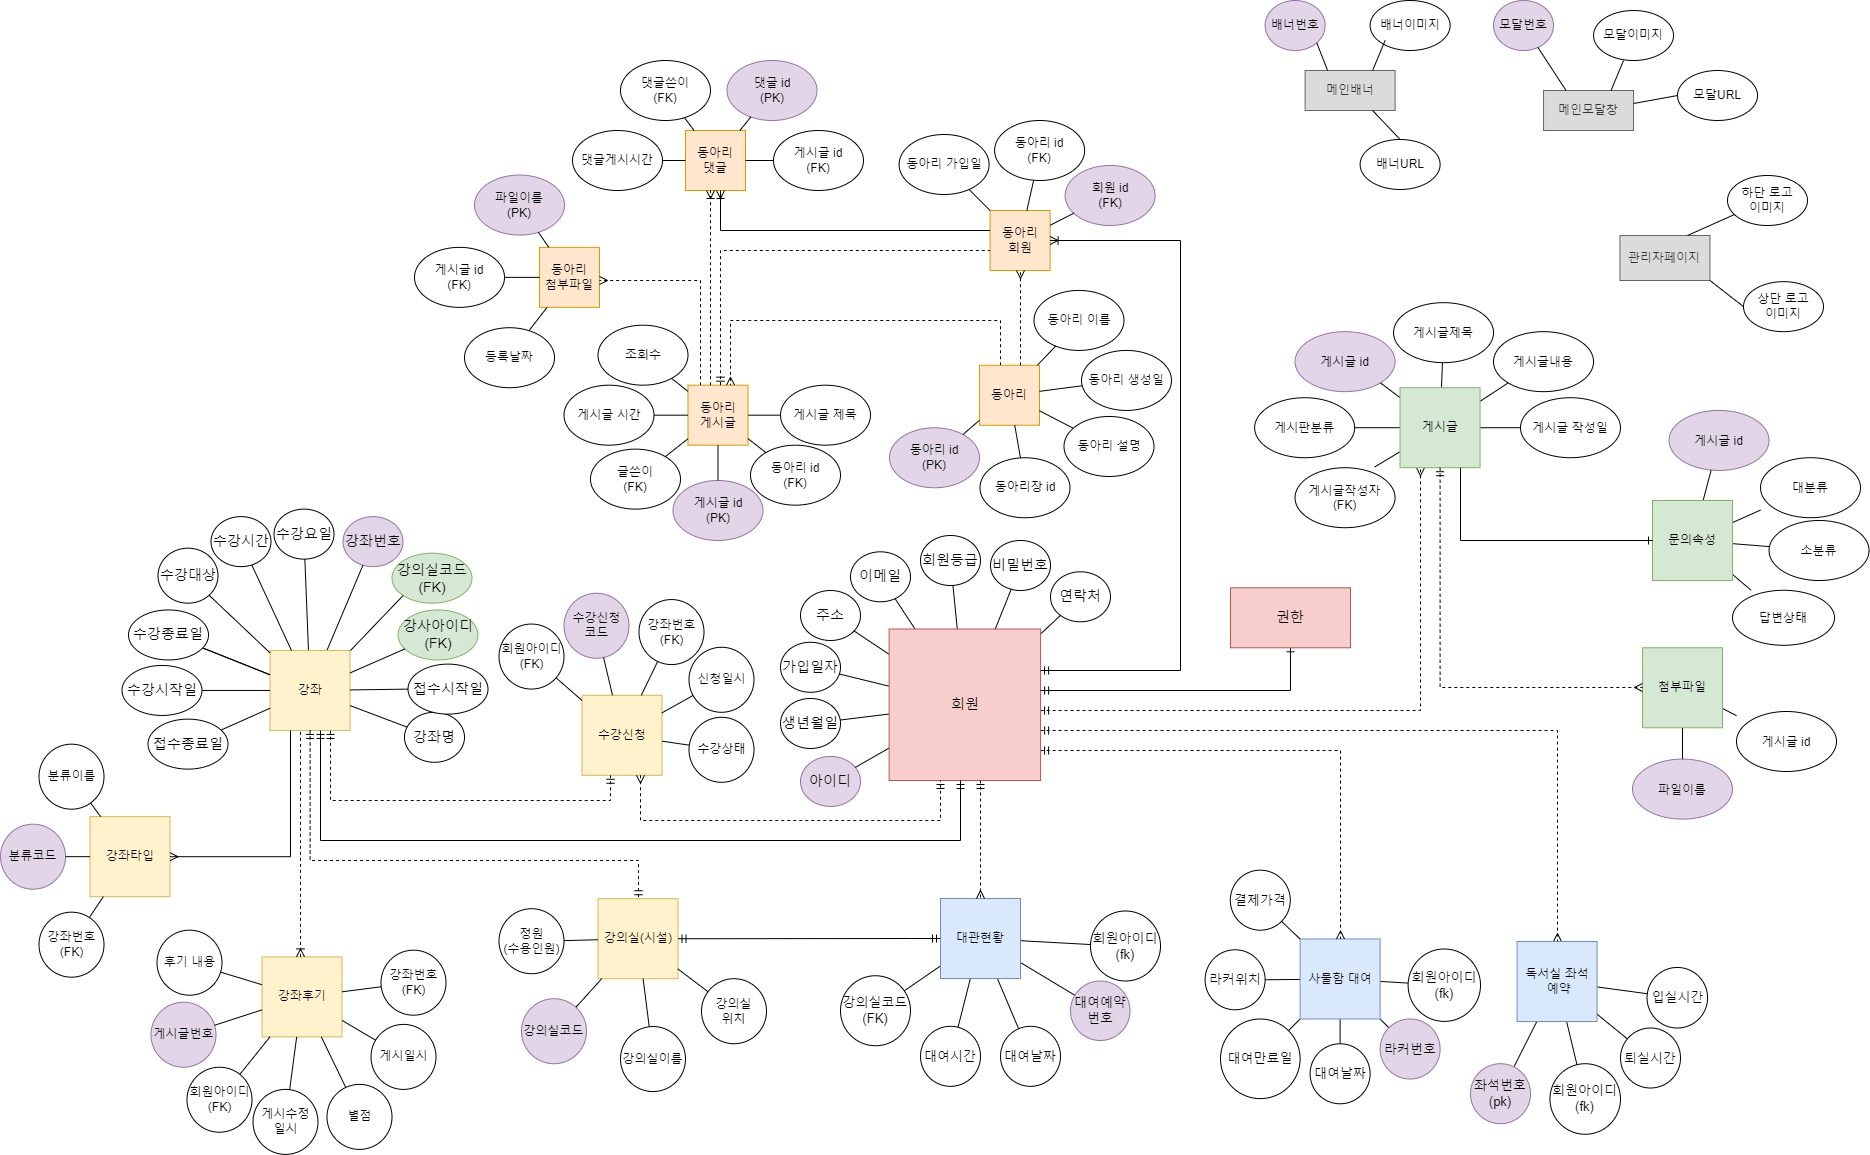 배너번호
배너이미지
메인배너
배너URL
모달번호
모달이미지
메인모달창
모달URL
하단 로고
이미지
관리자페이지
상단 로고
이미지
댓글쓴이
(FK)
댓글 id
(PK)
댓글게시시간
동아리
댓글
게시글 id
(FK)
동아리 가입일
동아리 id
(FK)
회원 id
(FK)
동아리
회원
파일이름
(PK)
게시글 id
(FK)
동아리
첨부파일
등록날짜
조회수
게시글 시간
동아리
게시글
게시글 제목
글쓴이
(FK)
게시글 id
(PK)
동아리 id
(FK)
동아리 이름
동아리
동아리 생성일
동아리 설명
동아리 id
(PK)
동아리장 id
게시글 id
게시글제목
게시글내용
게시판분류
게시글
게시글 작성일
게시글작성자
(FK)
게시글 id
대분류
문의속성
소분류
답변상태
첨부파일
게시글 id
파일이름
수강대상
수강시간
수강요일
강좌번호
강의실코드
(FK)
강사아이디
(FK)
수강종료일
수강시작일
강좌
접수시작일
접수종료일
강좌명
회원아이디
(FK)
수강신청
코드
강좌번호
(FK)
신청일시
수강신청
수강상태
주소
이메일
회원등급
비밀번호
연락처
가입일자
회원
생년월일
아이디
권한
분류이름
분류코드
강좌타입
강좌번호
(FK)
후기 내용
강좌번호
(FK)
강좌후기
게시글번호
게시일시
회원아이디
(FK)
게시수정
일시
별점
정원
(수용인원)
강의실(시설)
강의실코드
강의실이름
강의실
위치
대관현황
회원아이디
(fk)
강의실코드
(FK)
대여예약
번호
대여시간
대여날짜
결제가격
라커위치
사물함 대여
회원아이디
(fk)
대여만료일
대여날짜
라커번호
독서실 좌석
예약
입실시간
퇴실시간
좌석번호
(pk)
회원아이디
(fk)